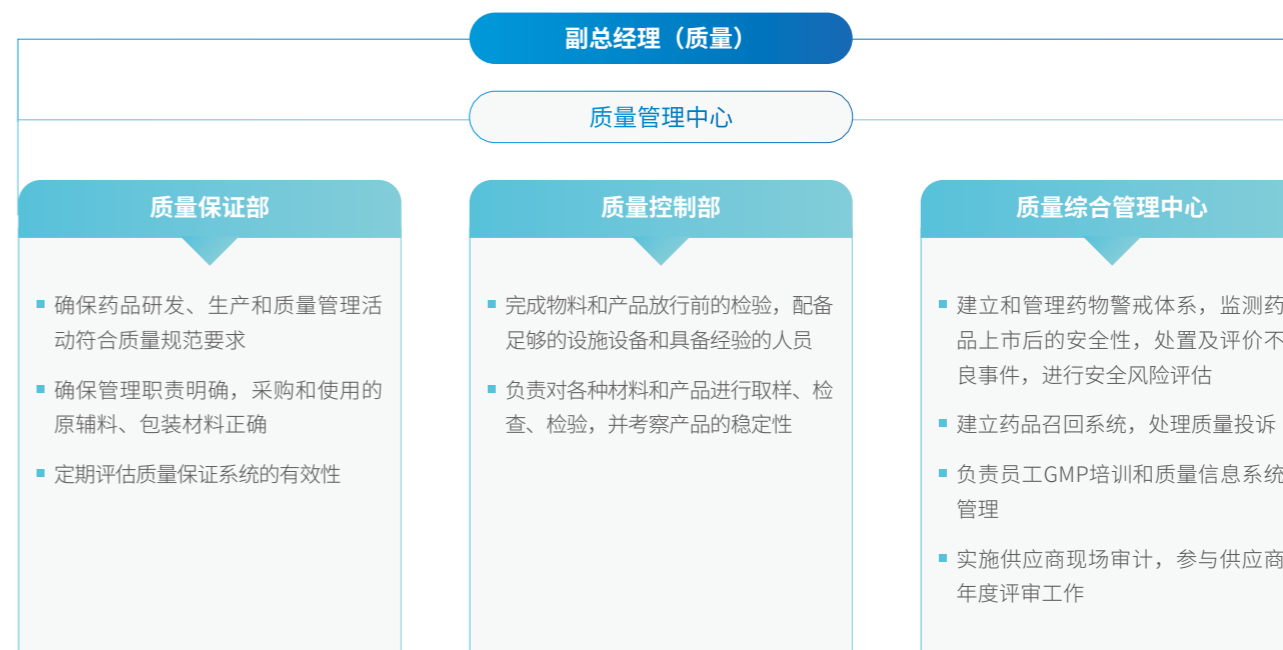 副总经理（质量）
质量管理中心
质量保证部
确保药品研发、生产和质量管理活
动符合质量规范要求
确保管理职责明确，采购和使用的
原辅料、包装材料正确
定期评估质量保证系统的有效性
质量控制部
完成物料和产品放行前的检验，配备
足够的设施设备和具备经验的人员
负责对各种材料和产品进行取样、检
查、检验，并考察产品的稳定性
质量综合管理中心
建立和管理药物警戒体系，监测药
品上市后的安全性，处置及评价不
良事件，进行安全风险评估
建立药品召回系统，处理质量投诉
负责员工GMP培训和质量信息系统
管理
实施供应商现场审计，参与供应商
年度评审工作